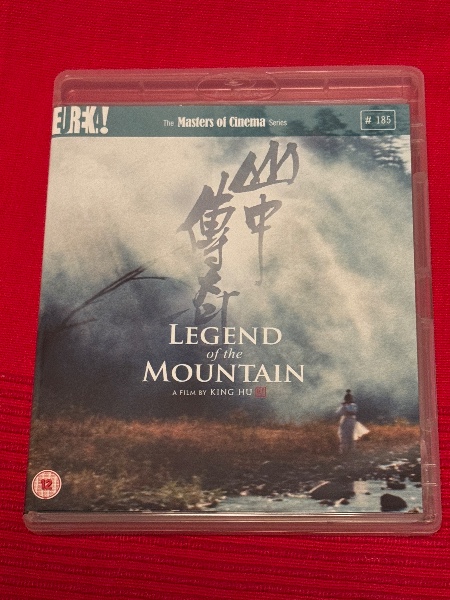 EUREKA!
The Masters of Cinema Series
# 185
山中
傳奇
LEGEND
of the
MOUNTAIN
A FILM BY KING HU
12